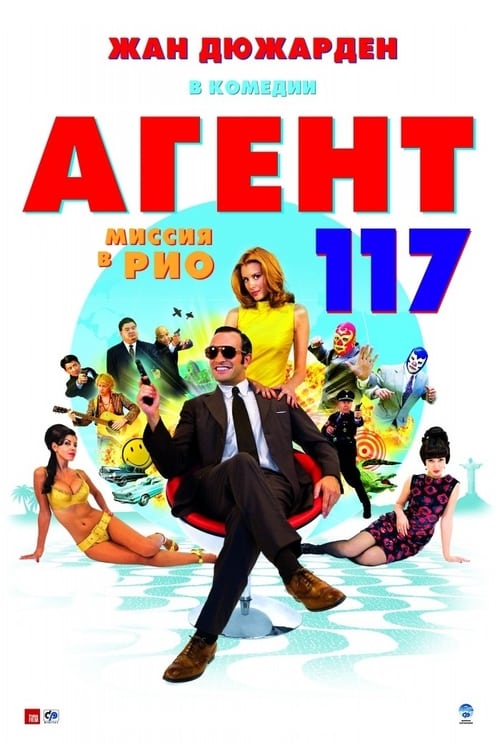 ЖАН ДЮЖАРДЕН
В КОМЕДИИ
АГЕНТ
117
МИССИЯ
В РИО